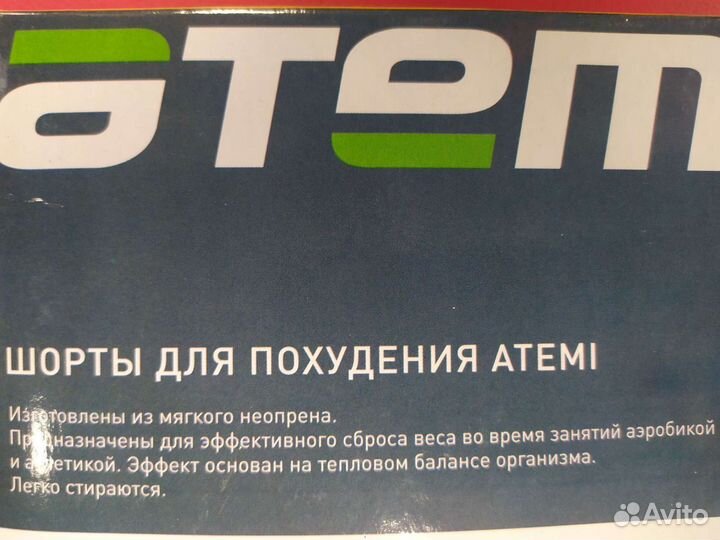 atem
ШОРТЫ ДЛЯ ПОХУДЕНИЯ ATEMI
Изготовлены из мягкого неопрена.
Предназначены для эффективного сброса веса во время занятий аэробикой
и атлетикой. Эффект основан на тепловом балансе организма.
Легко стираются.
Avito